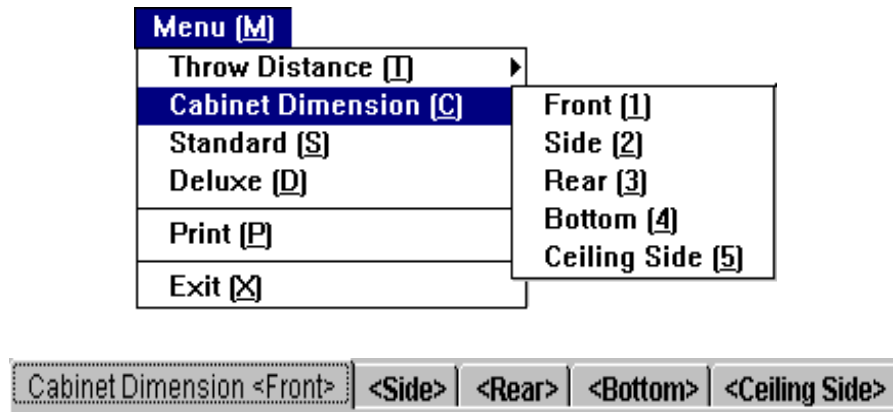 Menu (M)
Throw Distance (T)
Cabinet Dimension (C)
Standard (S)
Deluxe (D)
Print (P)
Exit (X)
Front (1)
Side (2)
Rear (3)
Bottom (4)
Ceiling Side (5)
Cabinet Dimension <Front> <Side> <Rear> <Bottom> <Ceiling Side>